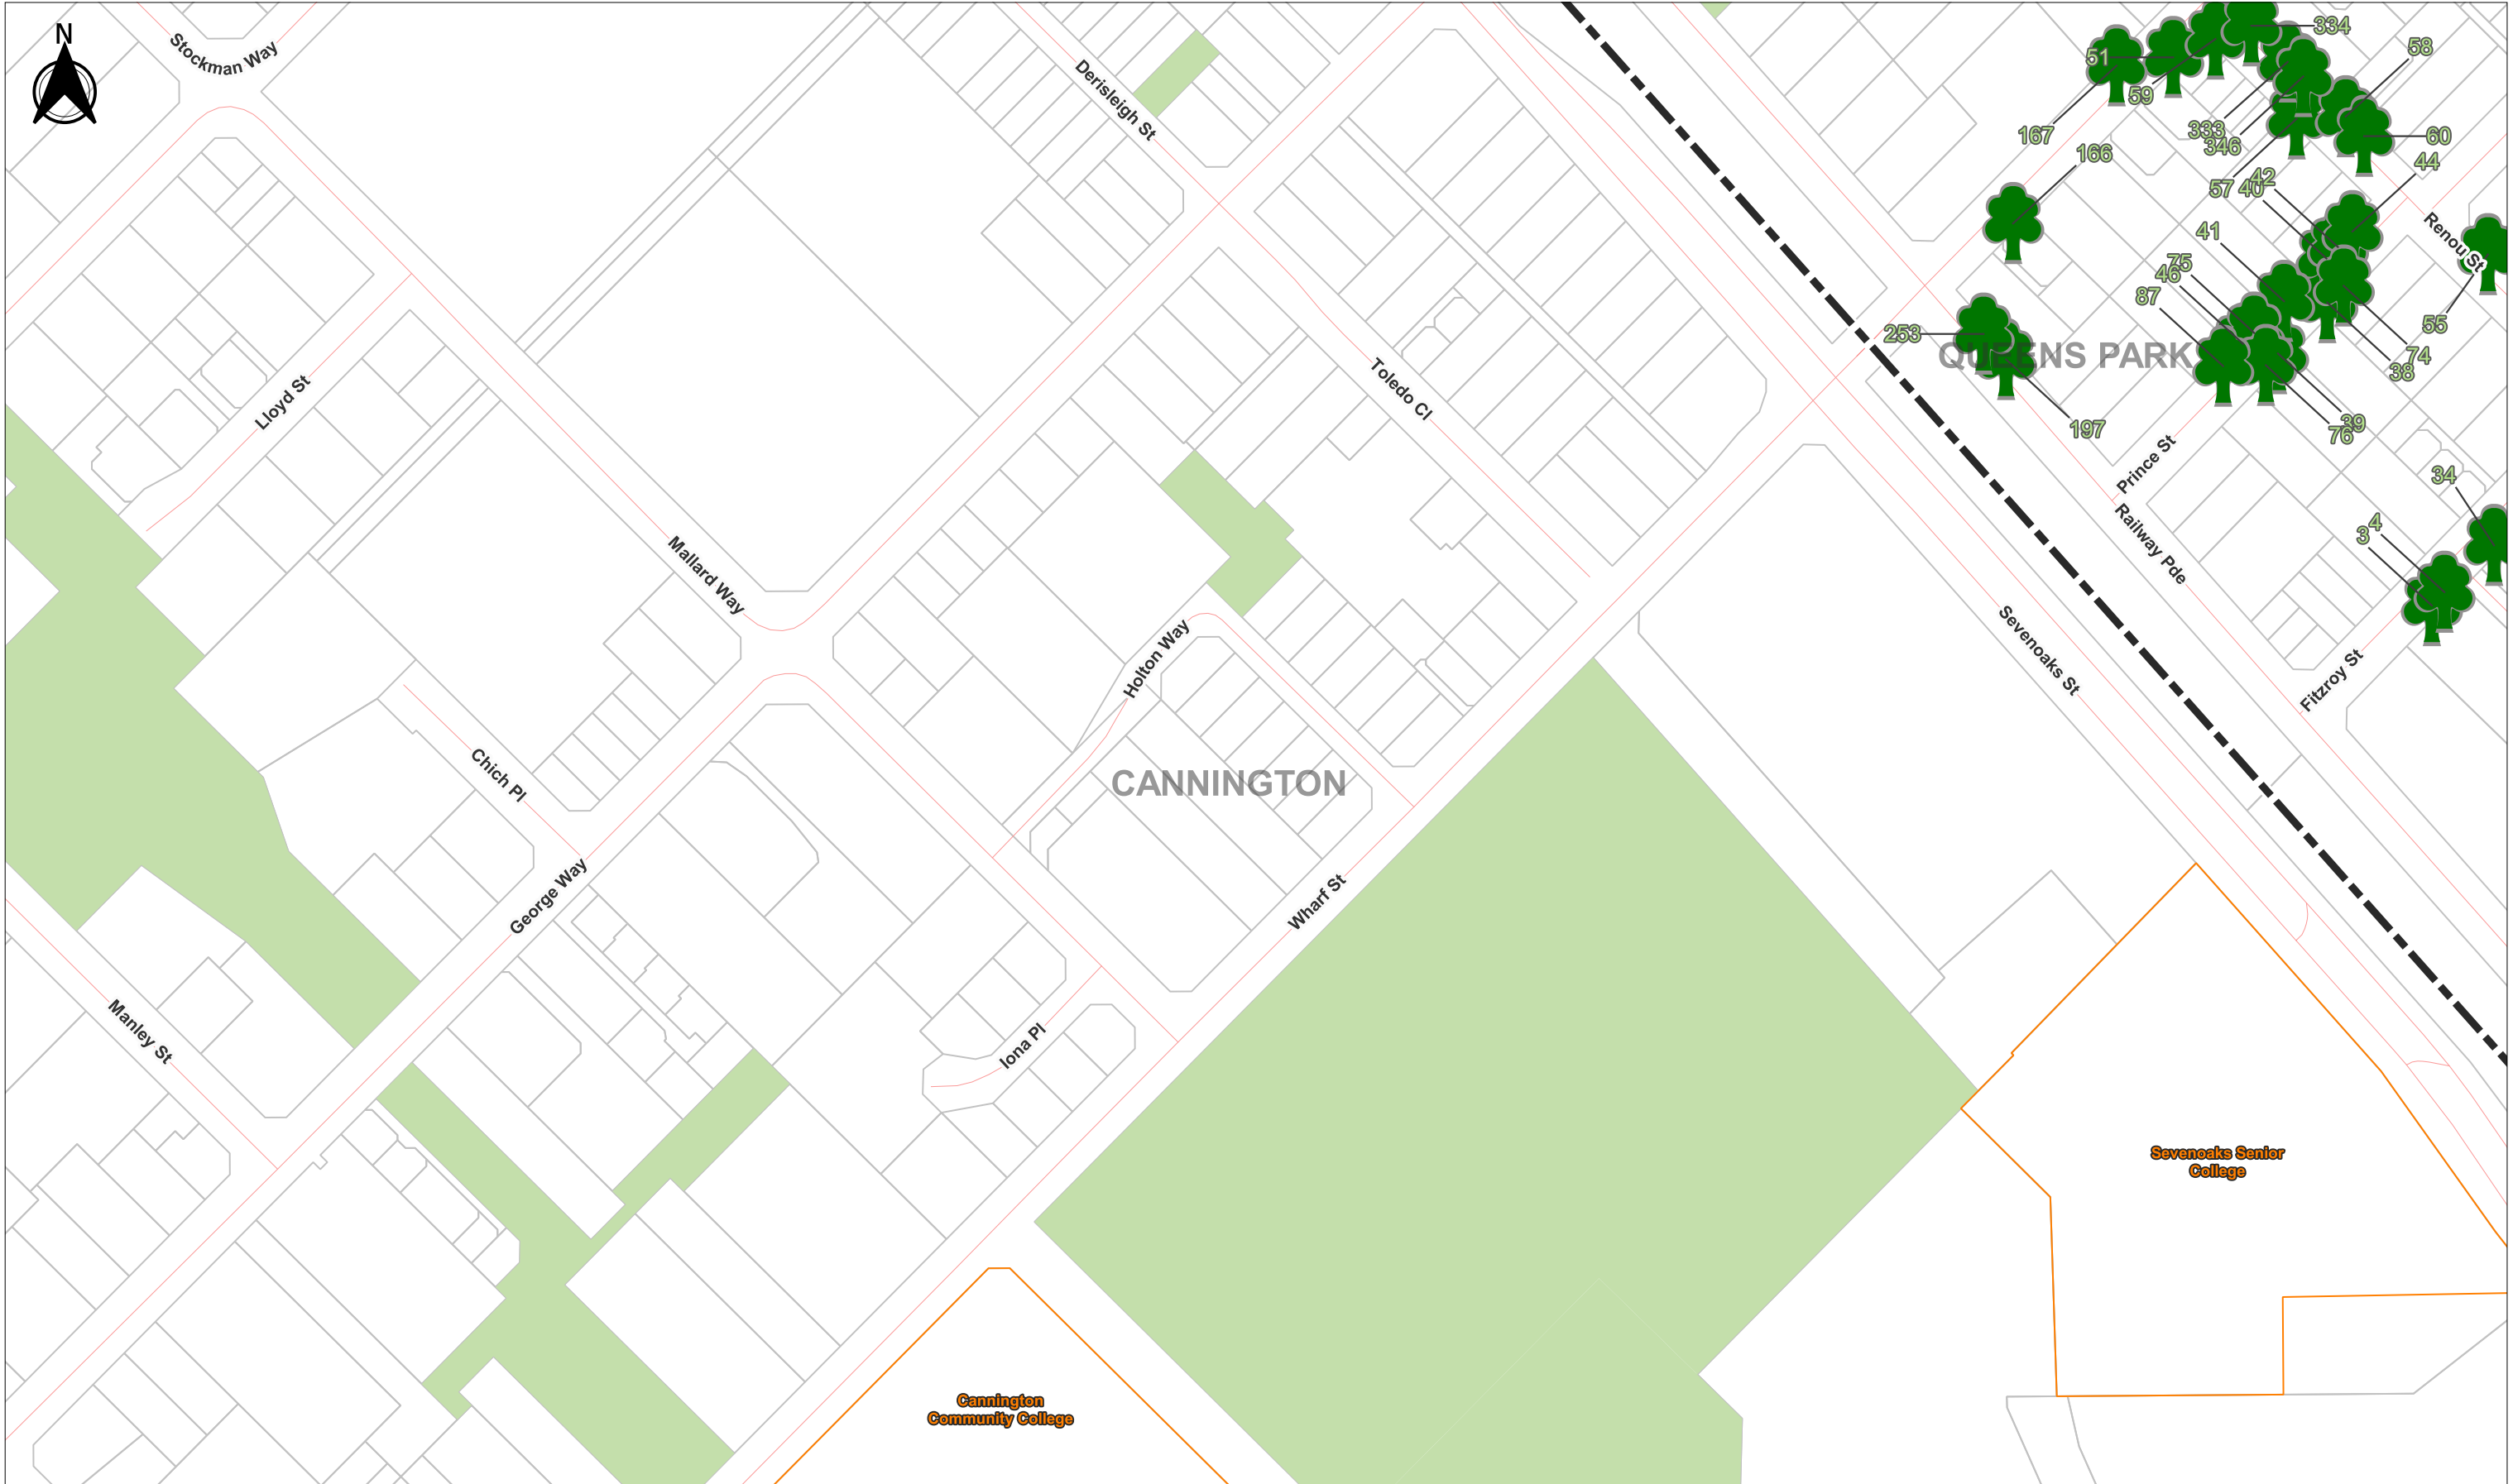 N
Stockman Way
334
51
58
59
Derisleigh St
167
333
346
60
166
44
42
57
40
41
Renou St
75
46
87
55
253
QUEENS PARK
74
38
Toledo Cl
Lloyd St
197
39
76
Prince St
34
Railway Pde
4
3
Mallard Way
Sevenoaks St
Holton Way
Fitzroy St
Chich Pl
CANNINGTON
George Way
Wharf St
Manley St
Iona Pl
Sevenoaks Senior
College
Cannington
Community College